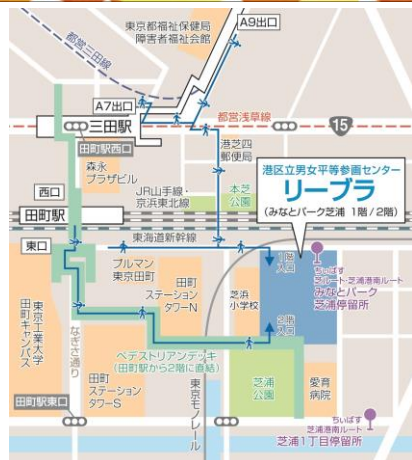 東京都福祉保健局
障害者福祉会館
A9出口
都営三田線
A7出口
三田駅
都営浅草線
15
田町駅西口
港芝四
郵便局
森永
プラザビル
港区立男女平等参画センター
リーブラ
(みなとパーク芝浦 1階/2階)
西口
JR山手線・
京浜東北線
本芝
公園
田町駅
東海道新幹線
東口
プルマン
東京田町
田町
ステーション
タワーN
芝浜
小学校
1階
入口
2階
入口
ちぃばす
芝ルート・芝浦港南ルート
みなとパーク
芝浦停留所
東京工業大学
田町キャンパス
なぎさ通り
ペデストリアンデッキ
(田町駅から2階に直結)
田町
ステーション
タワーS
東京モノレール
芝浦
公園
愛育
病院
田町駅東口
ちぃばす
芝浦港南ルート
芝浦1丁目停留所